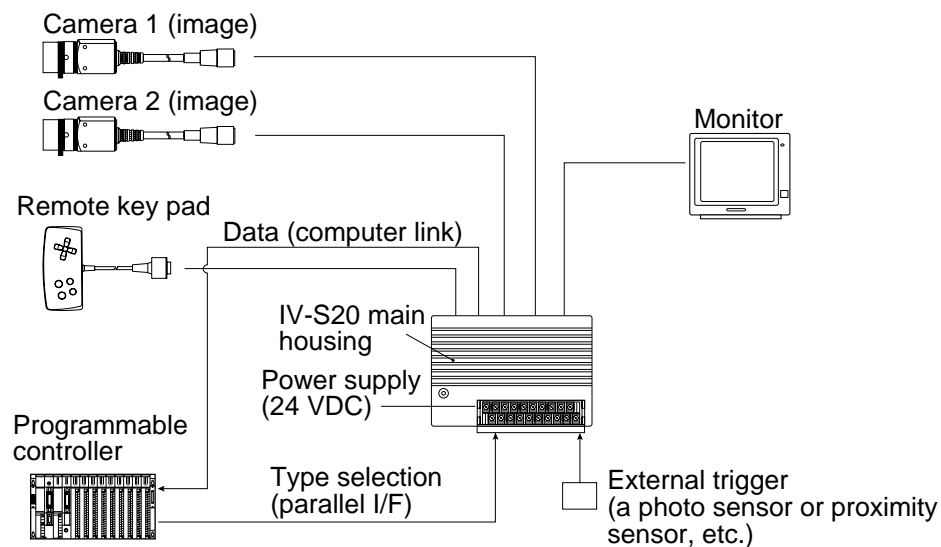 Camera 1 (image)
Camera 2 (image)
Monitor
Remote key pad
Data (computer link)
IV-S20 main
housing
Power supply
(24 VDC)
Programmable
controller
Type selection
(parallel I/F)
External trigger
(a photo sensor or proximity
sensor, etc.)